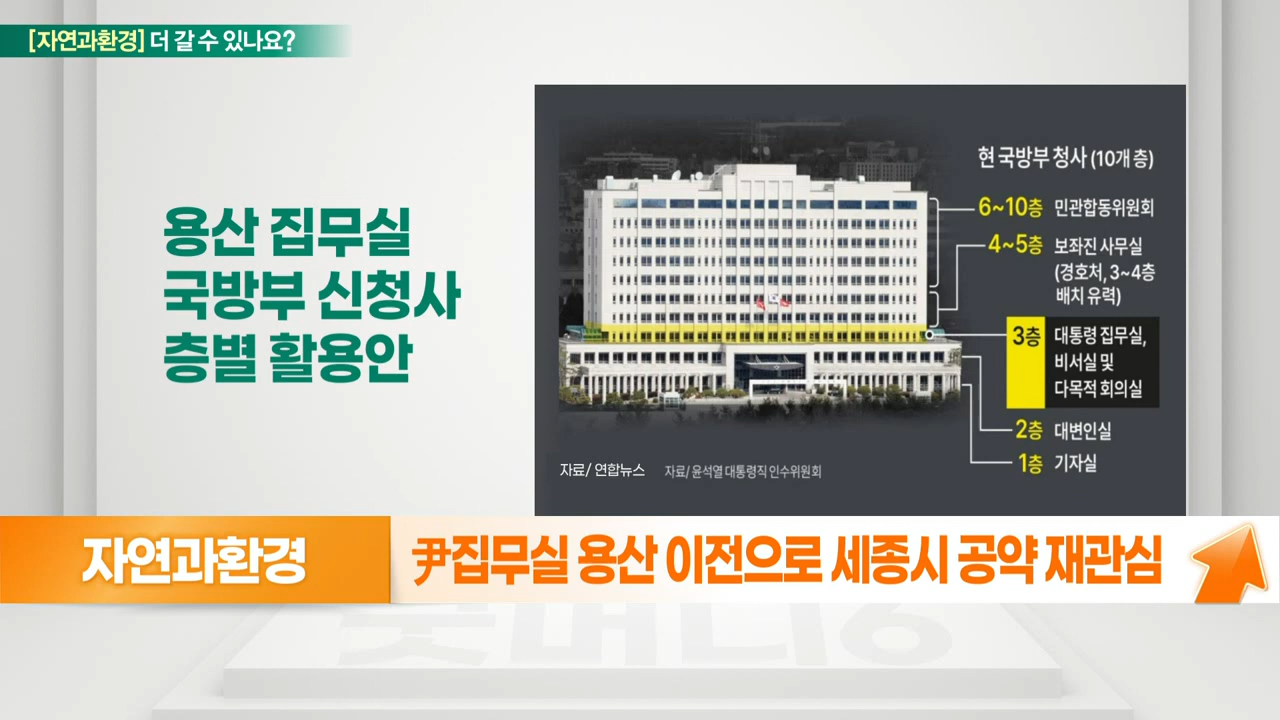 [자연과환경] 더 갈 수 있나요?
용산 집무실
국방부 신청사
층별 활용안
현 국방부 청사 (10개 층)
6~10층 민관합동위원회
4~5층 보좌진 사무실
(경호처, 3~4층
배치 유력)
3층 대통령 집무실,
비서실 및
다목적 회의실
2층 대변인실
1층 기자실
자료/ 연합뉴스 자료/ 윤석열 대통령직 인수위원회
자연과환경 尹집무실 용산 이전으로 세종시 공약 재관심